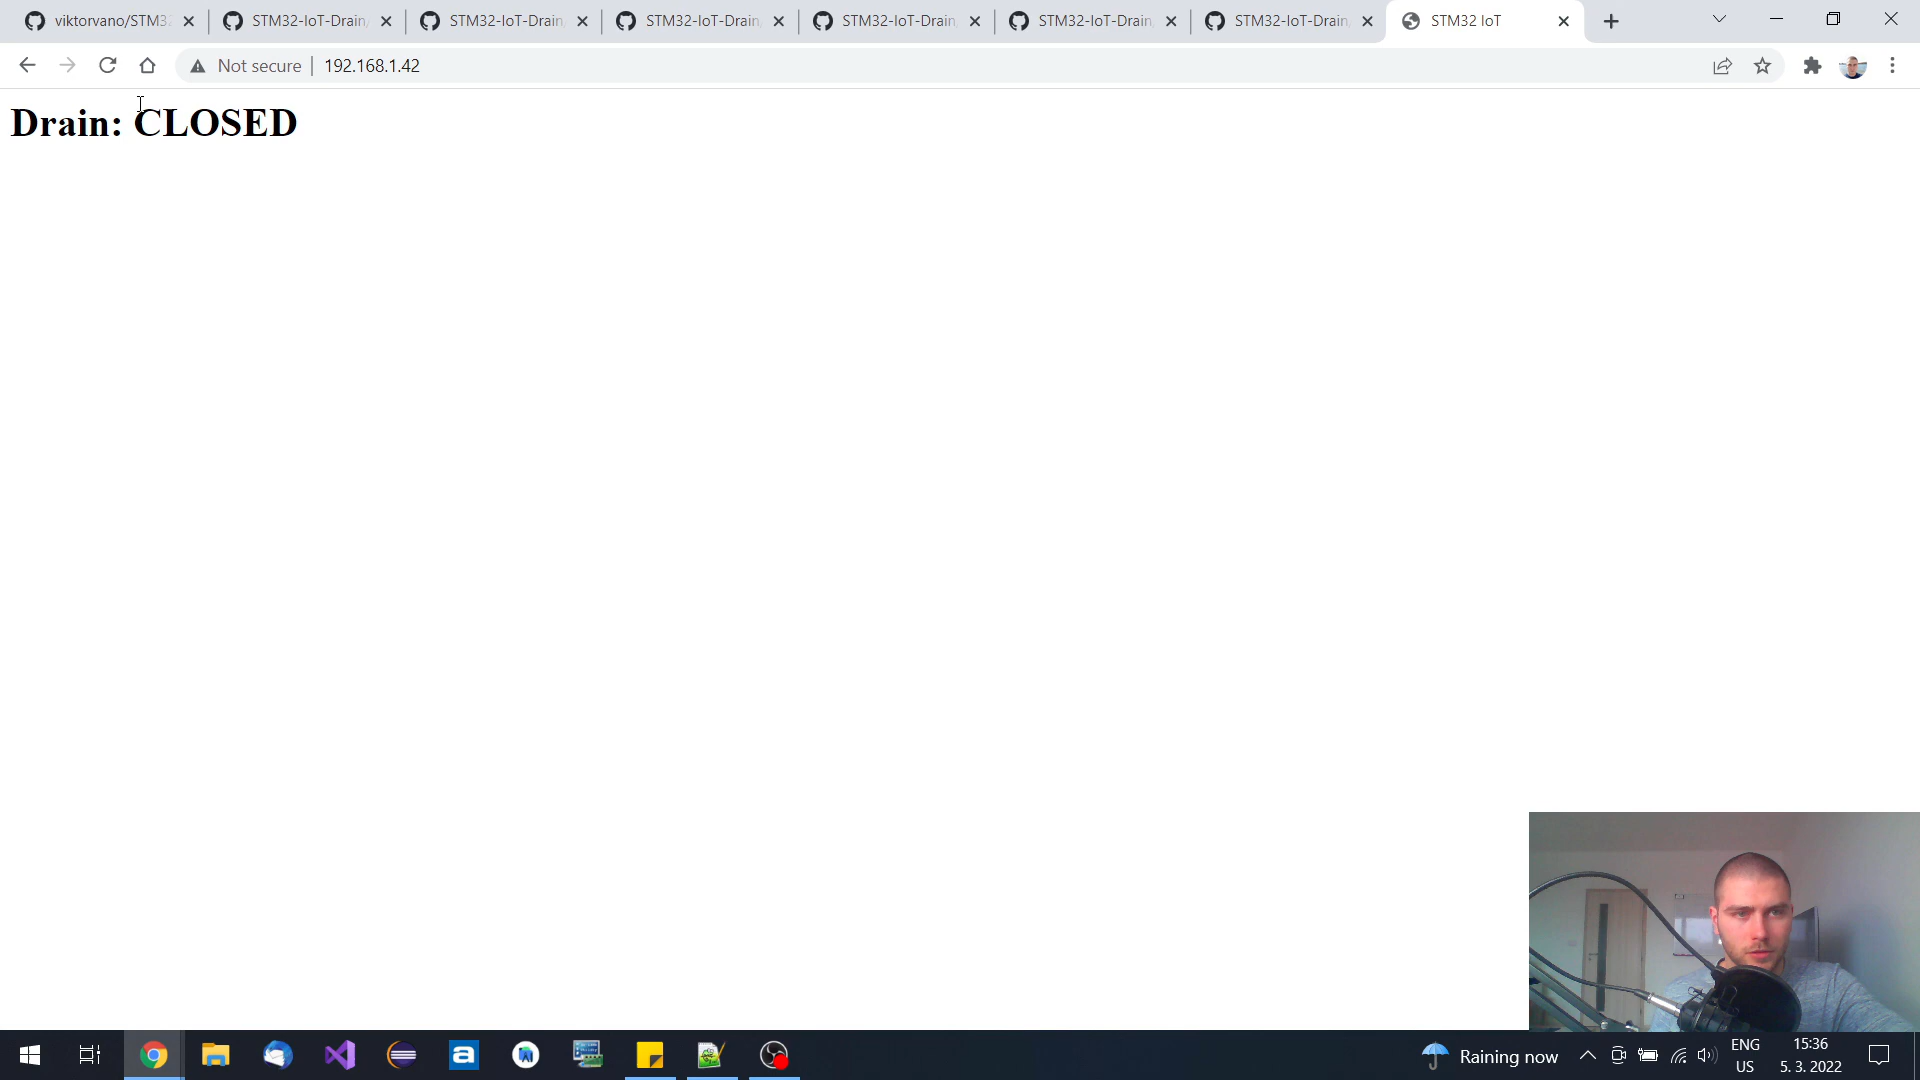 viktorvano/STM32
STM32-IoT-Drain
STM32-IoT-Drain
STM32-IoT-Drain
STM32-IoT-Drain
STM32-IoT-Drain
STM32-IoT-Drain
STM32 IoT
Not secure
192.168.1.42
Drain: CLOSED
Raining now
ENG
US
15:36
5. 3. 2022